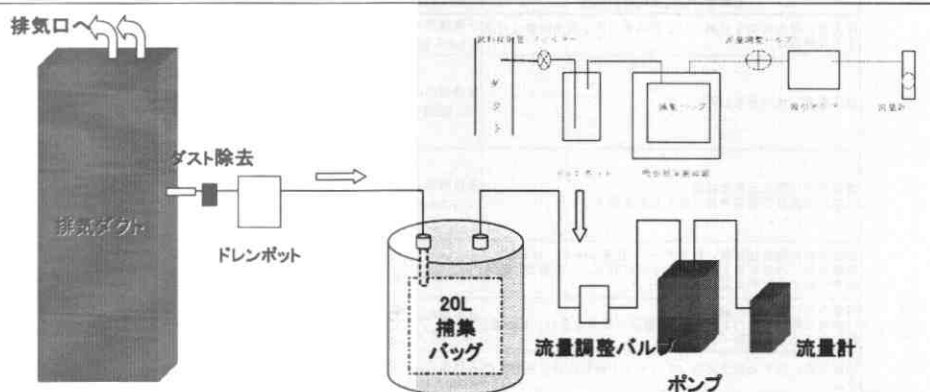 排気口へ
流量調整バルブ
ダクト
捕集バッグ
流量計
ダスト除去
ドレンポット
排気ダクト
ドレンポット
20L
捕集
バッグ
流量調整バルブ
流量計
ポンプ